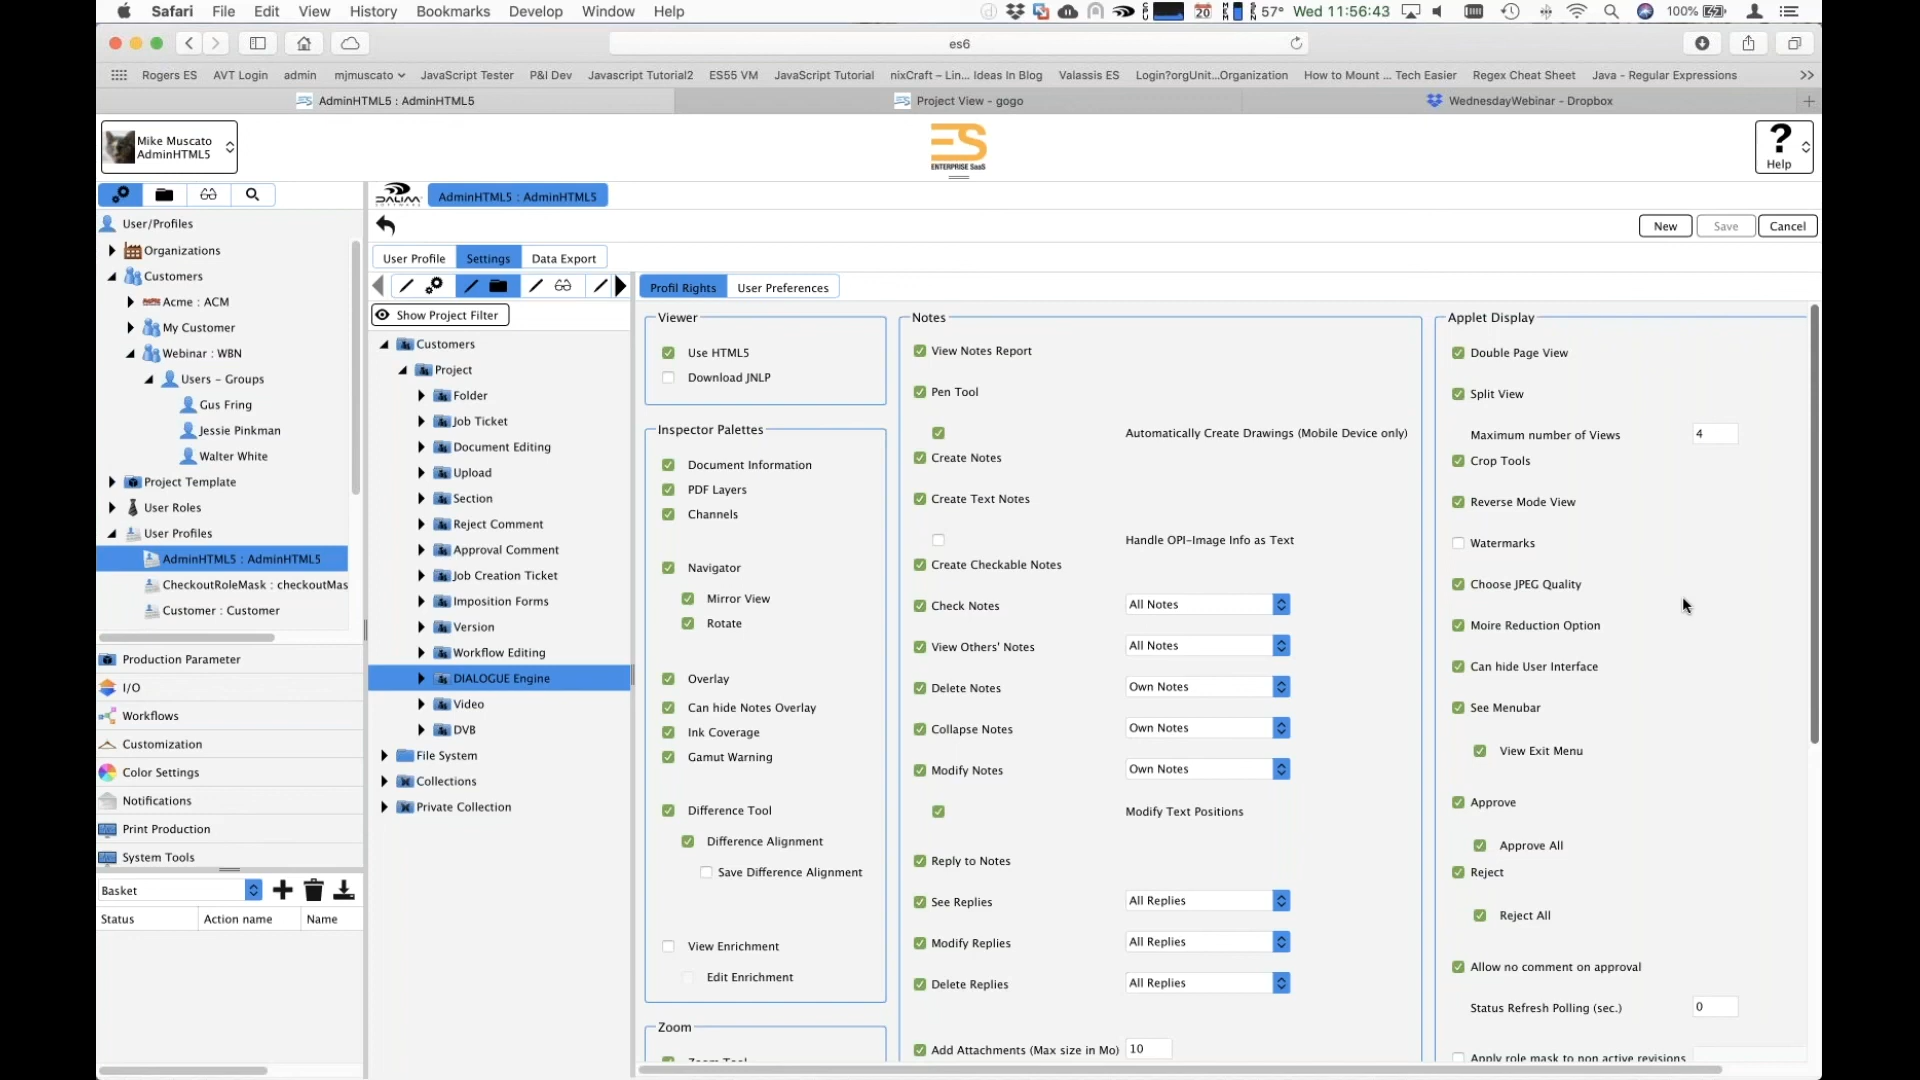 Safari File Edit View History Bookmarks Develop Window Help
20 57° Wed 11:56:43 100%
es6
Rogers ES AVT Login admin mjmuscato JavaScript Tester P&I Dev Javascript Tutorial2 ES55 VM JavaScript Tutorial nixCraft – Lin... Ideas In Blog Valassis ES Login?orgUnit...Organization How to Mount ... Tech Easier Regex Cheat Sheet Java - Regular Expressions >>
AdminHTML5 : AdminHTML5
Project View - gogo
WednesdayWebinar - Dropbox
Mike Muscato
AdminHTML5
ES
ENTERPRISE SaaS
?
Help
DALIM
SOFTWARE
AdminHTML5 : AdminHTML5
New Save Cancel
User/Profiles
Organizations
Customers
Acme : ACM
My Customer
Webinar : WBN
Users – Groups
Gus Fring
Jessie Pinkman
Walter White
Project Template
User Roles
User Profiles
AdminHTML5 : AdminHTML5
CheckoutRoleMask : checkoutMas
Customer : Customer
Production Parameter
I/O
Workflows
Customization
Color Settings
Notifications
Print Production
System Tools
Basket
Status Action name Name
User Profile Settings Data Export
Show Project Filter
Customers
Project
Folder
Job Ticket
Document Editing
Upload
Section
Reject Comment
Approval Comment
Job Creation Ticket
Imposition Forms
Version
Workflow Editing
DIALOGUE Engine
Video
DVB
File System
Collections
Private Collection
Profil Rights User Preferences
Viewer
Use HTML5
Download JNLP
Inspector Palettes
Document Information
PDF Layers
Channels
Navigator
Mirror View
Rotate
Overlay
Can hide Notes Overlay
Ink Coverage
Gamut Warning
Difference Tool
Difference Alignment
Save Difference Alignment
View Enrichment
Edit Enrichment
Zoom
Zoom Tool
Notes
View Notes Report
Pen Tool
Automatically Create Drawings (Mobile Device only)
Create Notes
Create Text Notes
Handle OPI-Image Info as Text
Create Checkable Notes
Check Notes All Notes
View Others' Notes All Notes
Delete Notes Own Notes
Collapse Notes Own Notes
Modify Notes Own Notes
Modify Text Positions
Reply to Notes
See Replies All Replies
Modify Replies All Replies
Delete Replies All Replies
Add Attachments (Max size in Mo) 10
Applet Display
Double Page View
Split View
Maximum number of Views 4
Crop Tools
Reverse Mode View
Watermarks
Choose JPEG Quality
Moire Reduction Option
Can hide User Interface
See Menubar
View Exit Menu
Approve
Approve All
Reject
Reject All
Allow no comment on approval
Status Refresh Polling (sec.) 0
Apply role mask to non active revisions